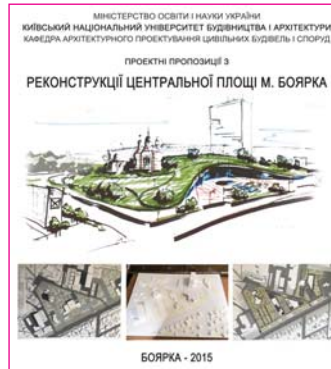 МІНІСТЕРСТВО ОСВІТИ І НАУКИ УКРАЇНИ
КИЇВСЬКИЙ НАЦІОНАЛЬНИЙ УНІВЕРСИТЕТ БУДІВНИЦТВА І АРХІТЕКТУРИ
КАФЕДРА АРХІТЕКТУРНОГО ПРОЕКТУВАННЯ ЦИВІЛЬНИХ БУДІВЕЛЬ І СПОРУД
ПРОЕКТНІ ПРОПОЗИЦІЇ З
РЕКОНСТРУКЦІЇ ЦЕНТРАЛЬНОЇ ПЛОЩІ М. БОЯРКА
БОЯРКА - 2015